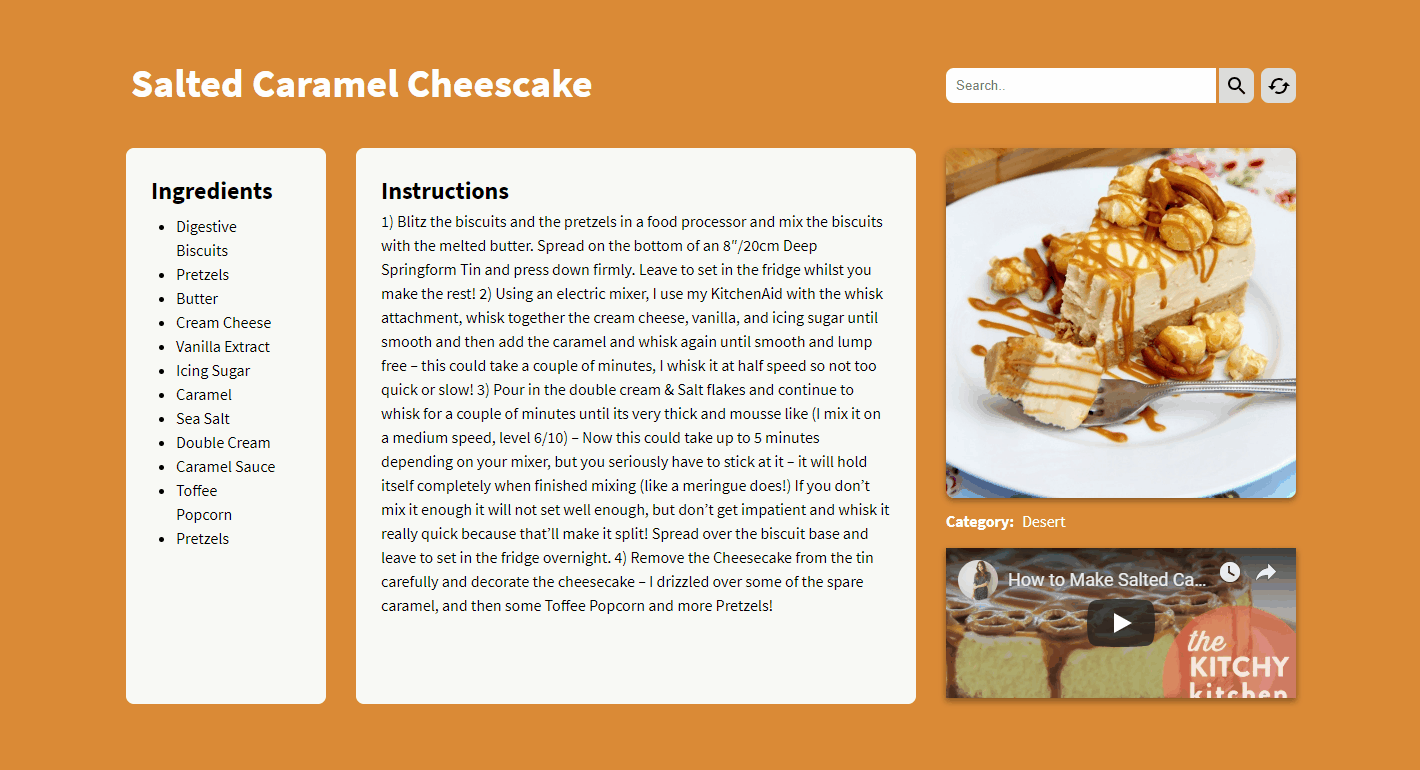 Salted Caramel Cheescake
Search..
Ingredients
Digestive
Biscuits
Pretzels
Butter
Cream Cheese
Vanilla Extract
Icing Sugar
Caramel
Sea Salt
Double Cream
Caramel Sauce
Toffee
Popcorn
Pretzels
Instructions
1) Blitz the biscuits and the pretzels in a food processor and mix the biscuits
with the melted butter. Spread on the bottom of an 8″/20cm Deep
Springform Tin and press down firmly. Leave to set in the fridge whilst you
make the rest! 2) Using an electric mixer, I use my KitchenAid with the whisk
attachment, whisk together the cream cheese, vanilla, and icing sugar until
smooth and then add the caramel and whisk again until smooth and lump
free – this could take a couple of minutes, I whisk it at half speed so not too
quick or slow! 3) Pour in the double cream & Salt flakes and continue to
whisk for a couple of minutes until its very thick and mousse like (I mix it on
a medium speed, level 6/10) – Now this could take up to 5 minutes
depending on your mixer, but you seriously have to stick at it – it will hold
itself completely when finished mixing (like a meringue does!) If you don’t
mix it enough it will not set well enough, but don’t get impatient and whisk it
really quick because that’ll make it split! Spread over the biscuit base and
leave to set in the fridge overnight. 4) Remove the Cheesecake from the tin
carefully and decorate the cheesecake – I drizzled over some of the spare
caramel, and then some Toffee Popcorn and more Pretzels!
Category: Desert
How to Make Salted Ca...
the
KITCHY
kitchen